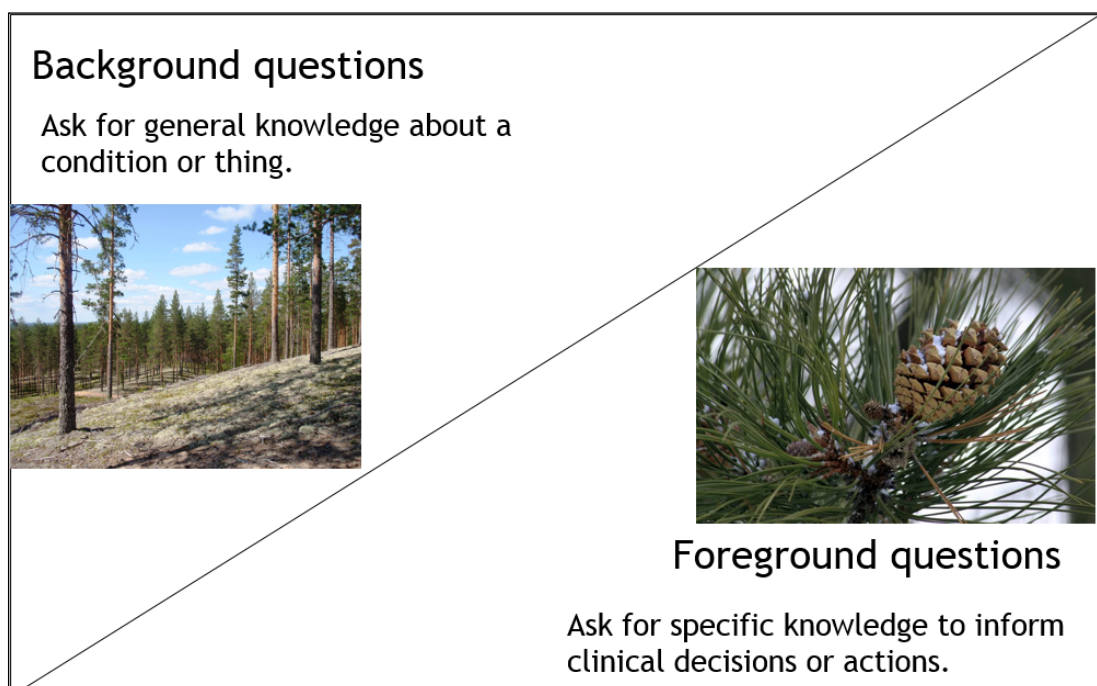 Background questions
Ask for general knowledge about a
condition or thing.
Foreground questions
Ask for specific knowledge to inform
clinical decisions or actions.